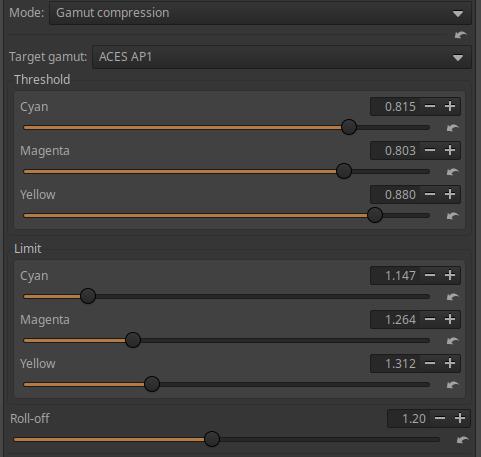 Mode: Gamut compression
Target gamut: ACES AP1
Threshold
Cyan 0.815 − +
Magenta 0.803 − +
Yellow 0.880 − +
Limit
Cyan 1.147 − +
Magenta 1.264 − +
Yellow 1.312 − +
Roll-off 1.20 − +